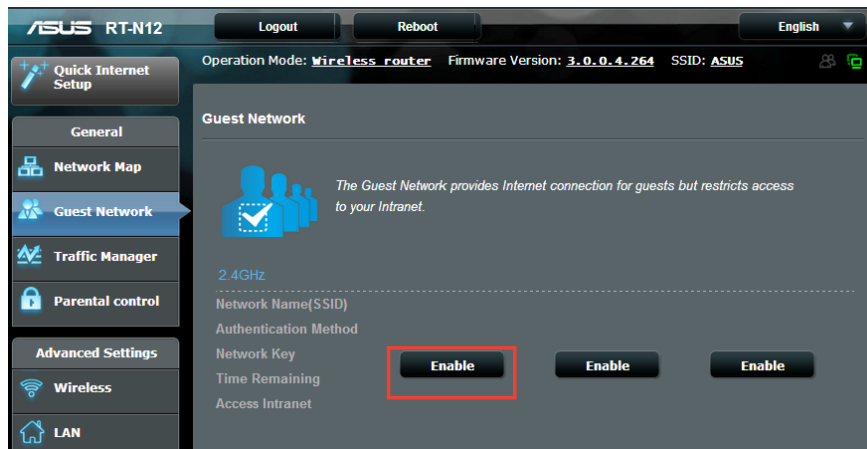 ASUS RT-N12 Logout Reboot English
Quick Internet Setup
Operation Mode: Wireless router Firmware Version: 3.0.0.4.264 SSID: ASUS
General
Network Map
Guest Network
Traffic Manager
Parental control
Advanced Settings
Wireless
LAN
Guest Network
The Guest Network provides Internet connection for guests but restricts access
to your Intranet.
2.4GHz
Network Name(SSID)
Authentication Method
Network Key
Time Remaining
Access Intranet
Enable Enable Enable